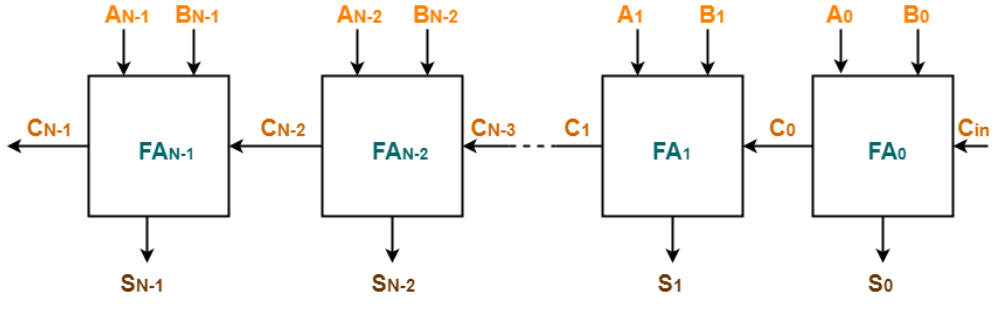 AN-1 BN-1 AN-2 BN-2 A1 B1 A0 B0
CN-1 CN-2 CN-3 C1 C0 Cin
FAN-1 FAN-2 FA1 FA0
SN-1 SN-2 S1 S0